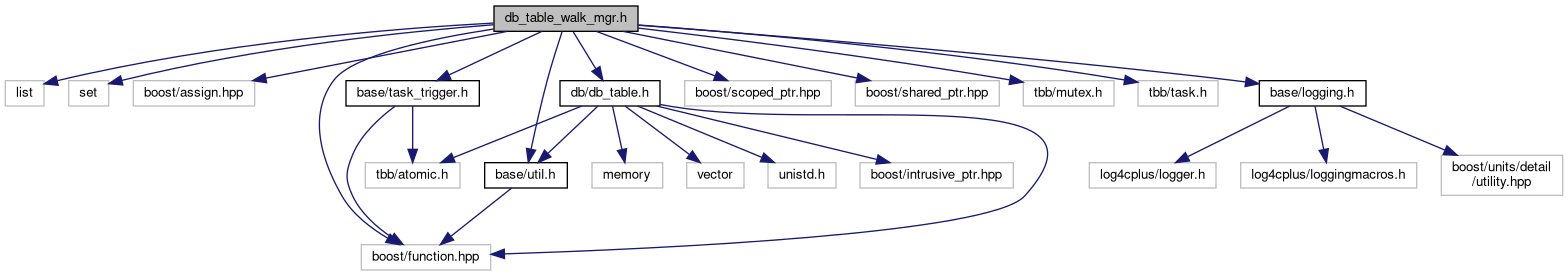 db_table_walk_mgr.h
list
set
boost/assign.hpp
base/task_trigger.h
db/db_table.h
boost/scoped_ptr.hpp
boost/shared_ptr.hpp
tbb/mutex.h
tbb/task.h
base/logging.h
tbb/atomic.h
base/util.h
memory
vector
unistd.h
boost/intrusive_ptr.hpp
log4cplus/logger.h
log4cplus/loggingmacros.h
boost/units/detail
/utility.hpp
boost/function.hpp